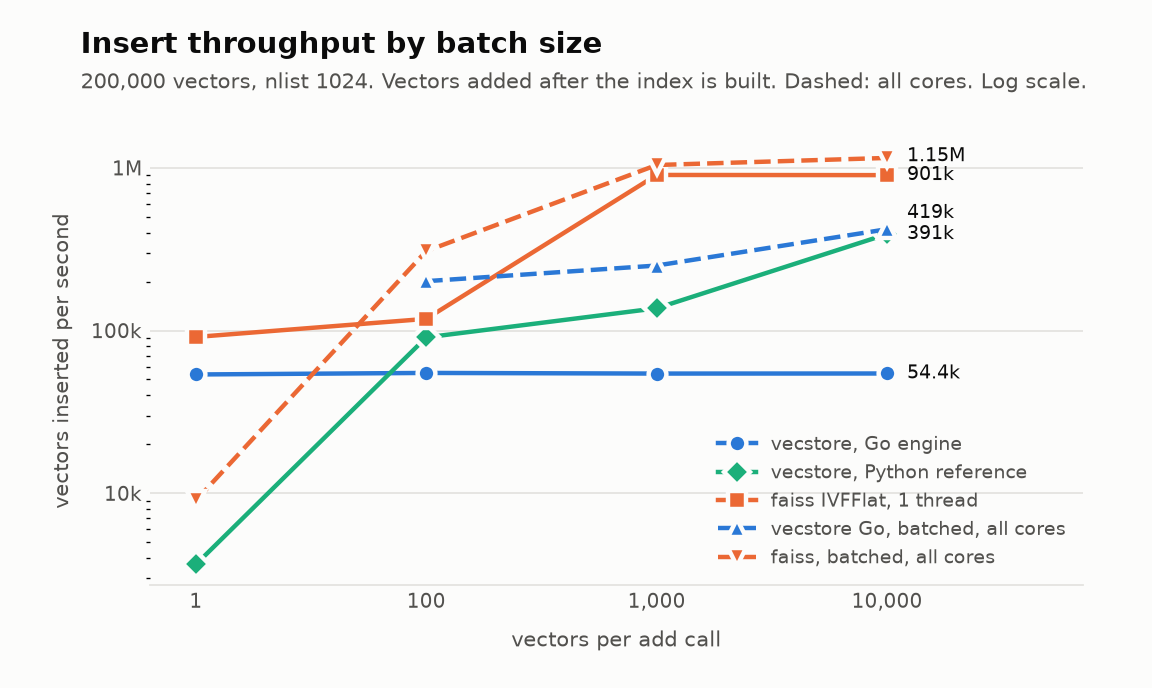 Insert throughput by batch size
200,000 vectors, nlist 1024. Vectors added after the index is built. Dashed: all cores. Log scale.
1M
100k
10k
vectors inserted per second
1.15M
901k
419k
391k
54.4k
vecstore, Go engine
vecstore, Python reference
faiss IVFFlat, 1 thread
vecstore Go, batched, all cores
faiss, batched, all cores
1
100
1,000
10,000
vectors per add call